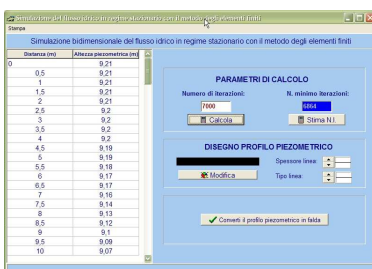 Simulazione del flusso idrico in regime stazionario con il metodo degli elementi finiti
Stampa
Simulazione bidimensionale del flusso idrico in regime stazionario con il metodo degli elementi finiti
Distanza (m) Altezza piezometrica (m)
0 9,21
0,5 9,21
1 9,21
1,5 9,21
2 9,21
2,5 9,2
3 9,2
3,5 9,2
4 9,2
4,5 9,19
5 9,19
5,5 9,18
6 9,17
6,5 9,17
7 9,16
7,5 9,14
8 9,13
8,5 9,12
9 9,1
9,5 9,09
10 9,07
PARAMETRI DI CALCOLO
Numero di iterazioni: N. minimo iterazioni:
7000 6864
Calcola Stima N.I.
DISEGNO PROFILO PIEZOMETRICO
Spessore linea:
Modifica Tipo linea:
Converti il profilo piezometrico in falda